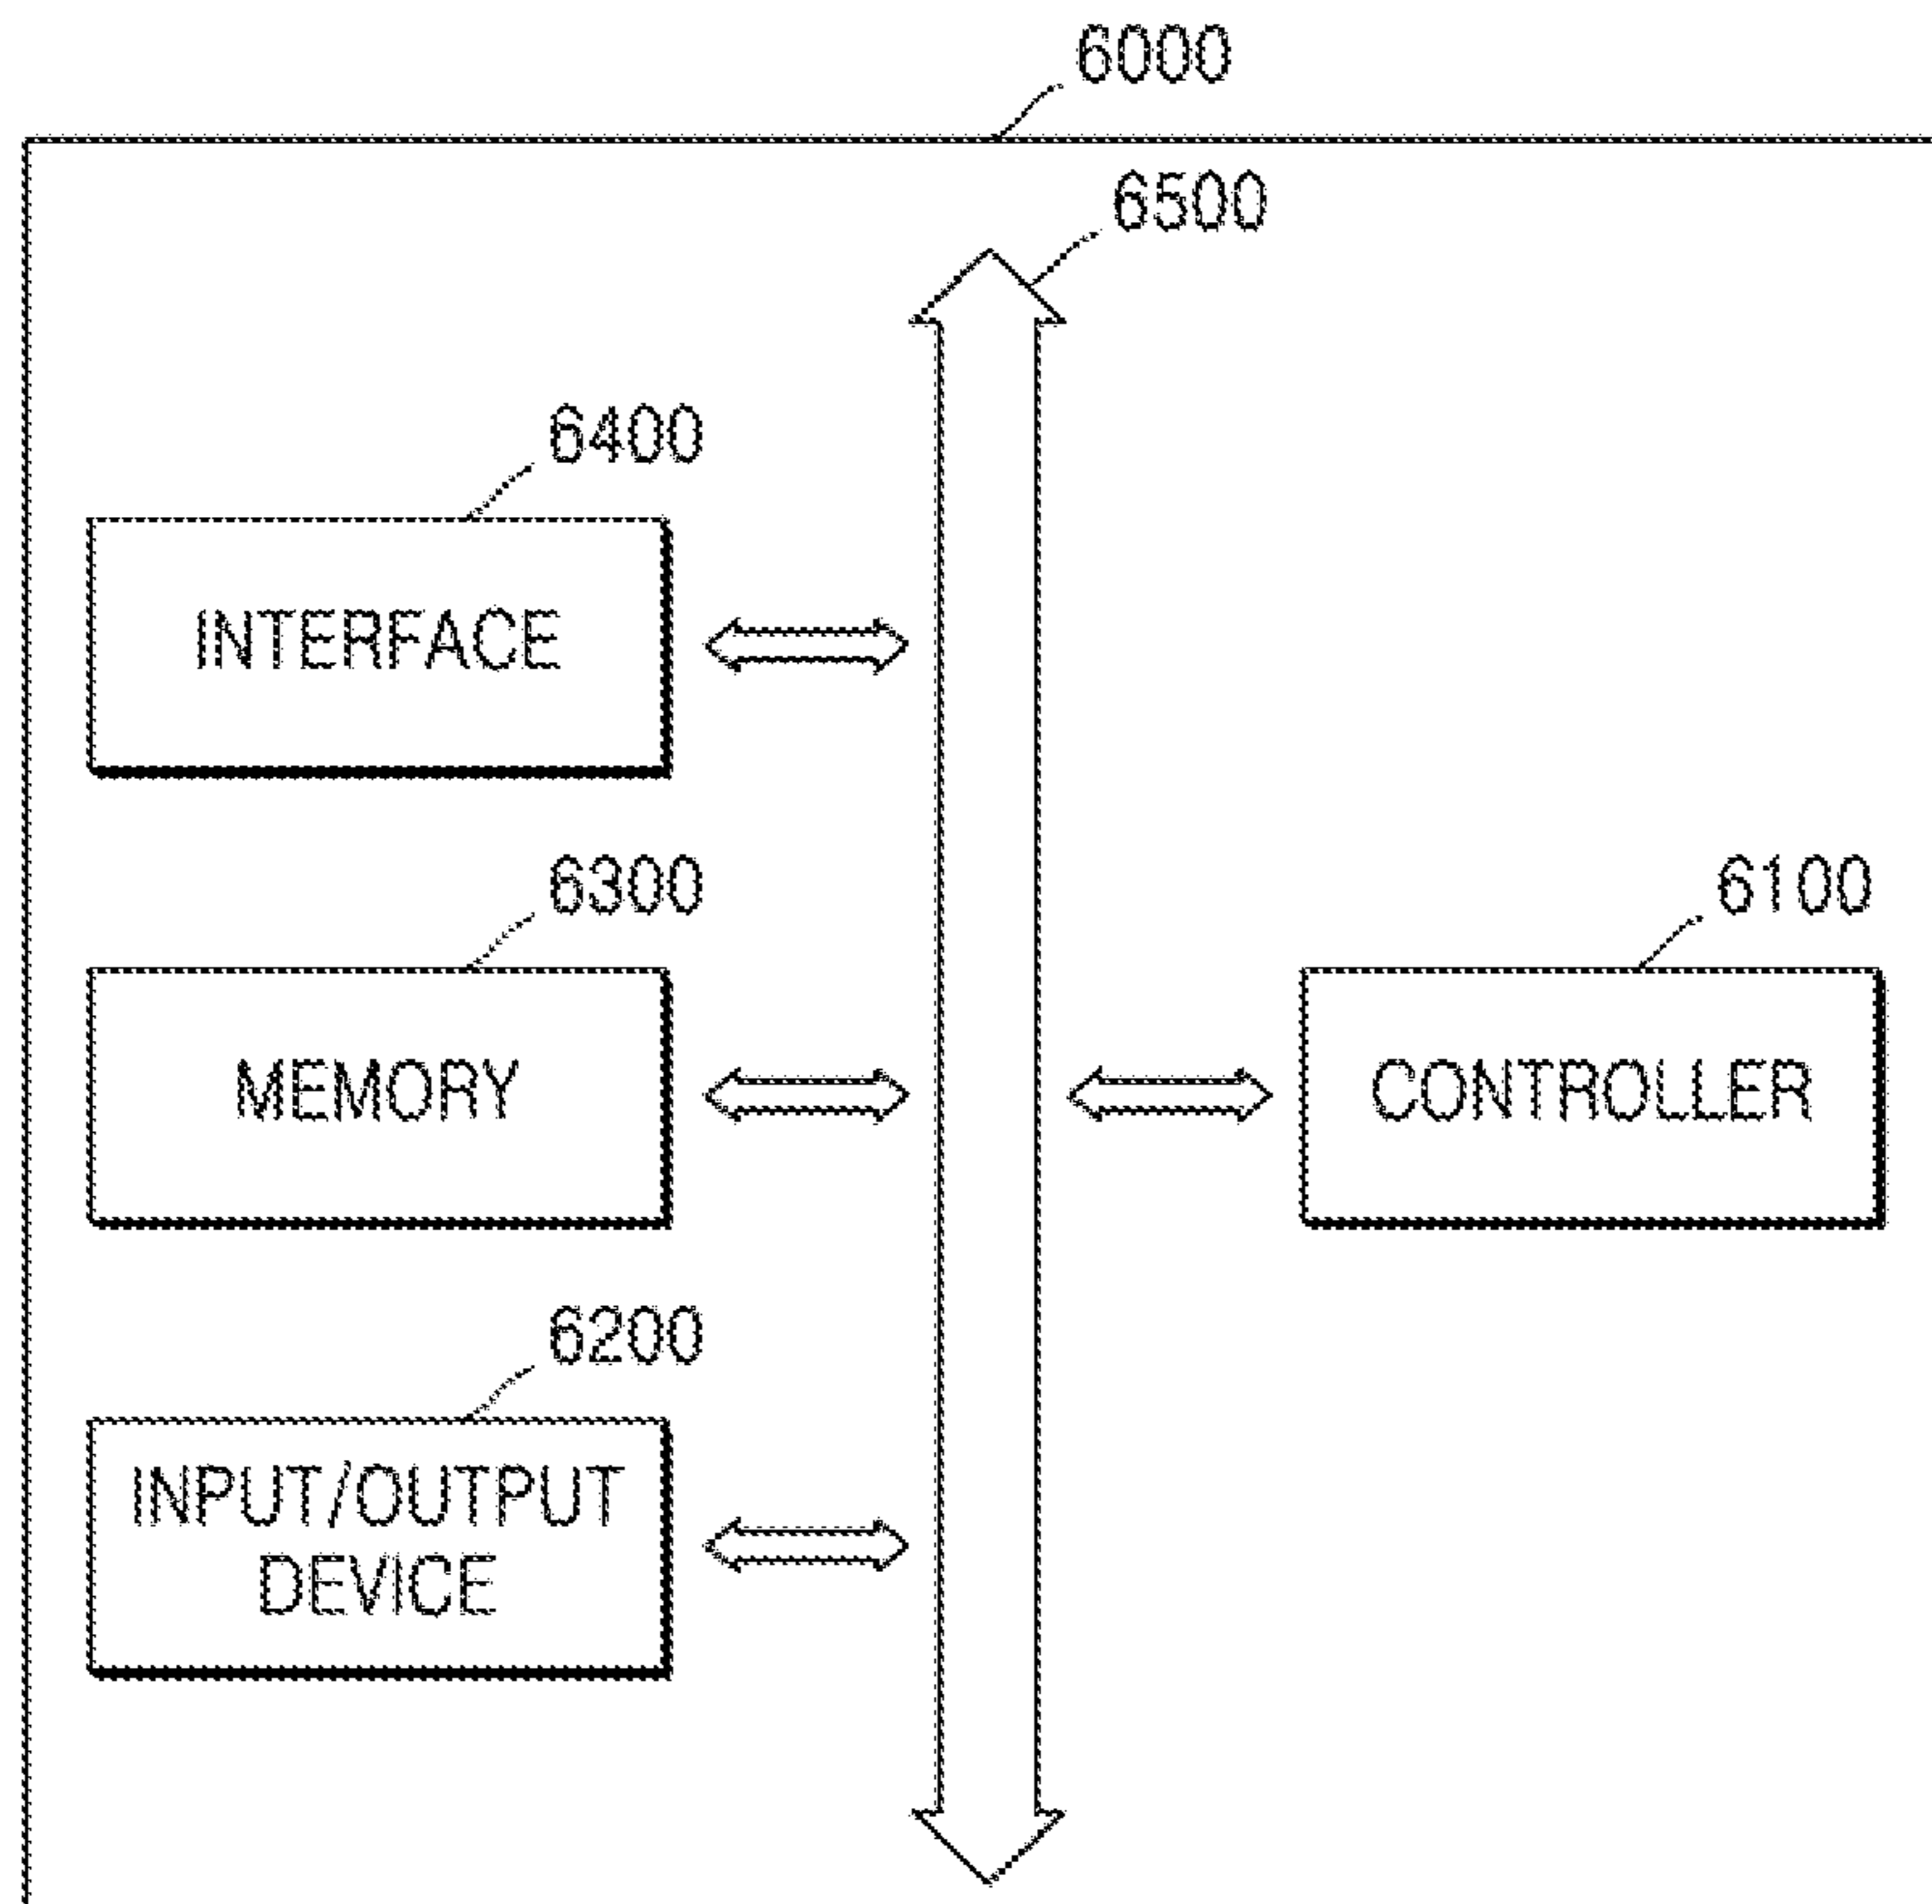 6000
6500
6400
INTERFACE
6300
6100
MEMORY
CONTROLLER
6200
INPUT/OUTPUT
DEVICE